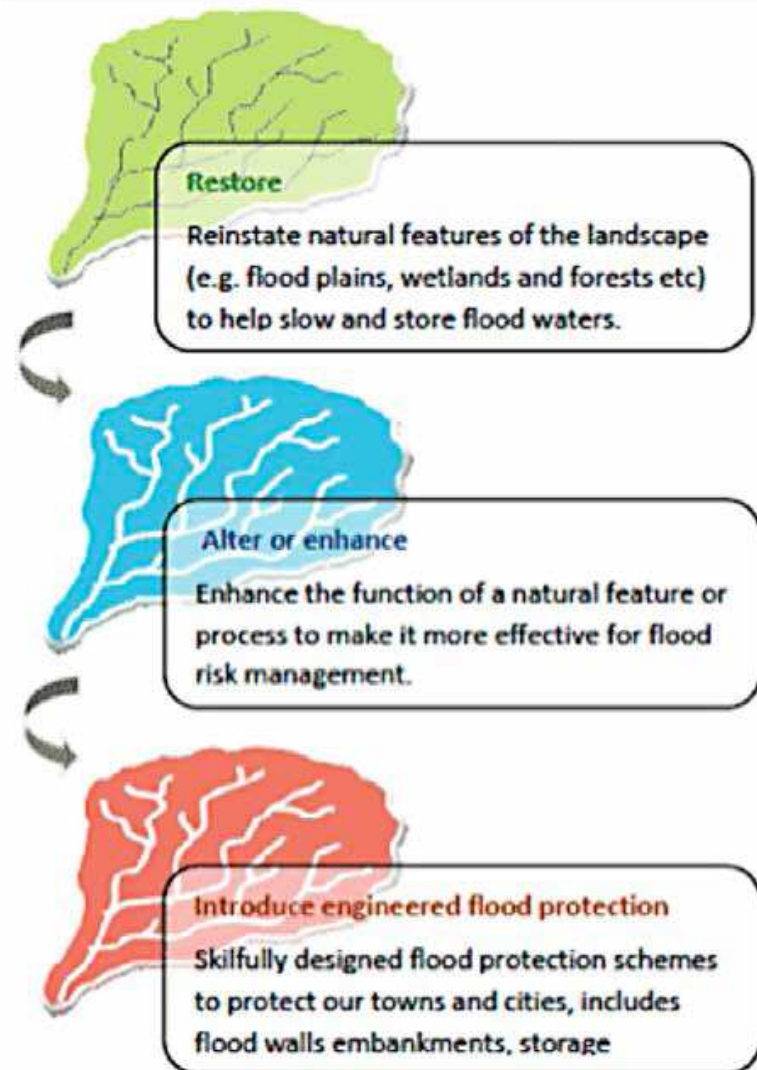 Restore
Reinstate natural features of the landscape
(e.g. flood plains, wetlands and forests etc)
to help slow and store flood waters.
Alter or enhance
Enhance the function of a natural feature or
process to make it more effective for flood
risk management.
Introduce engineered flood protection
Skilfully designed flood protection schemes
to protect our towns and cities, includes
flood walls embankments, storage